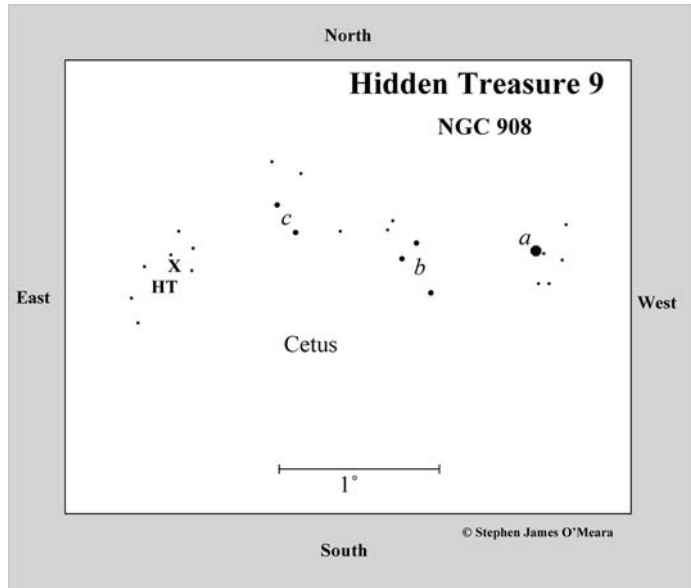 North
Hidden Treasure 9
NGC 908
c
a
b
X
HT
East
West
Cetus
1°
© Stephen James O’Meara
South